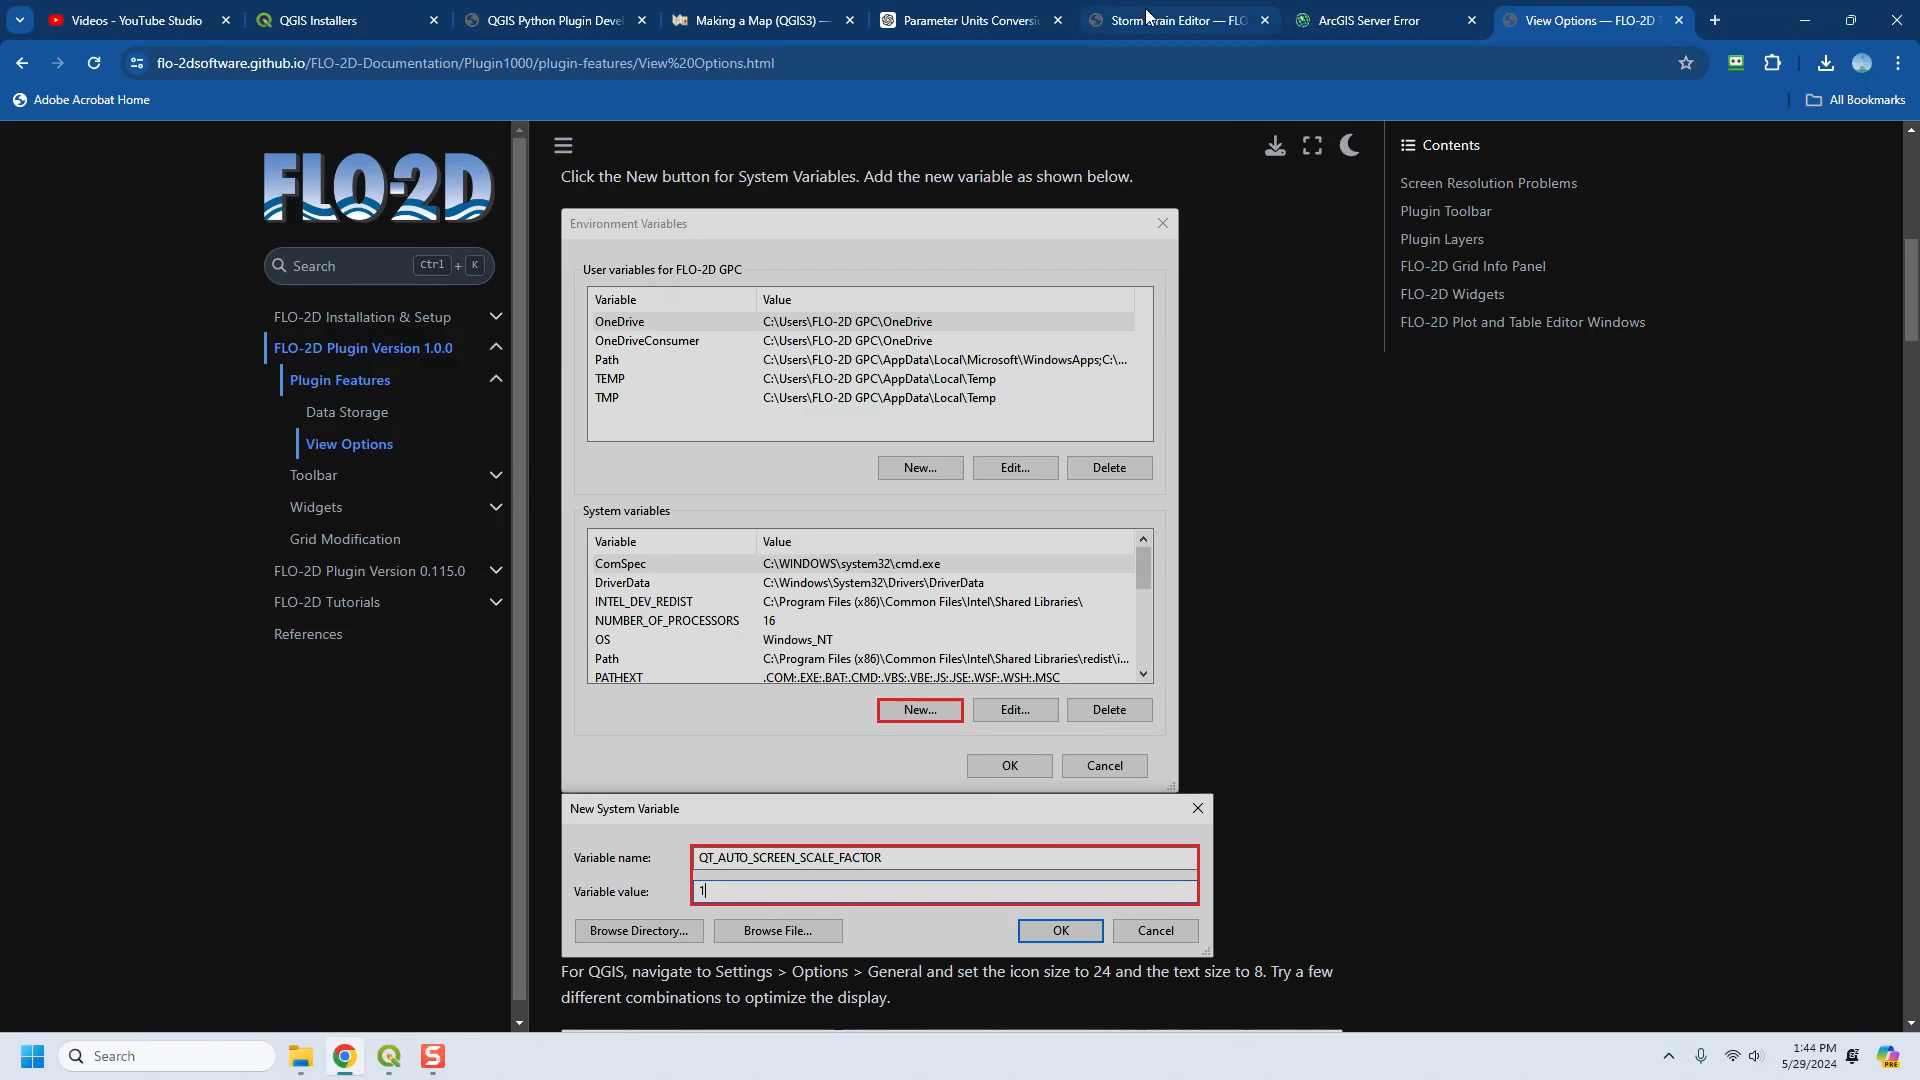 Videos - YouTube Studio
QGIS Installers
QGIS Python Plugin Devel
Making a Map (QGIS3) —
Parameter Units Conversi
Storm Drain Editor — FLO
ArcGIS Server Error
View Options — FLO-2D
flo-2dsoftware.github.io/FLO-2D-Documentation/Plugin1000/plugin-features/View%20Options.html
Adobe Acrobat Home
All Bookmarks
FLO-2D
Search
Ctrl + K
FLO-2D Installation & Setup
FLO-2D Plugin Version 1.0.0
Plugin Features
Data Storage
View Options
Toolbar
Widgets
Grid Modification
FLO-2D Plugin Version 0.115.0
FLO-2D Tutorials
References
Click the New button for System Variables. Add the new variable as shown below.
Environment Variables
User variables for FLO-2D GPC
Variable Value
OneDrive C:\Users\FLO-2D GPC\OneDrive
OneDriveConsumer C:\Users\FLO-2D GPC\OneDrive
Path C:\Users\FLO-2D GPC\AppData\Local\Microsoft\WindowsApps;C:\...
TEMP C:\Users\FLO-2D GPC\AppData\Local\Temp
TMP C:\Users\FLO-2D GPC\AppData\Local\Temp
New... Edit... Delete
System variables
Variable Value
ComSpec C:\WINDOWS\system32\cmd.exe
DriverData C:\Windows\System32\Drivers\DriverData
INTEL_DEV_REDIST C:\Program Files (x86)\Common Files\Intel\Shared Libraries\
NUMBER_OF_PROCESSORS 16
OS Windows_NT
Path C:\Program Files (x86)\Common Files\Intel\Shared Libraries\redist\i...
PATHEXT .COM;.EXE;.BAT;.CMD;.VBS;.VBE;.JS;.JSE;.WSF;.WSH;.MSC
New... Edit... Delete
OK Cancel
New System Variable
Variable name: QT_AUTO_SCREEN_SCALE_FACTOR
Variable value: 1
Browse Directory... Browse File... OK Cancel
For QGIS, navigate to Settings > Options > General and set the icon size to 24 and the text size to 8. Try a few
different combinations to optimize the display.
Contents
Screen Resolution Problems
Plugin Toolbar
Plugin Layers
FLO-2D Grid Info Panel
FLO-2D Widgets
FLO-2D Plot and Table Editor Windows
Search
1:44 PM
5/29/2024
PRE